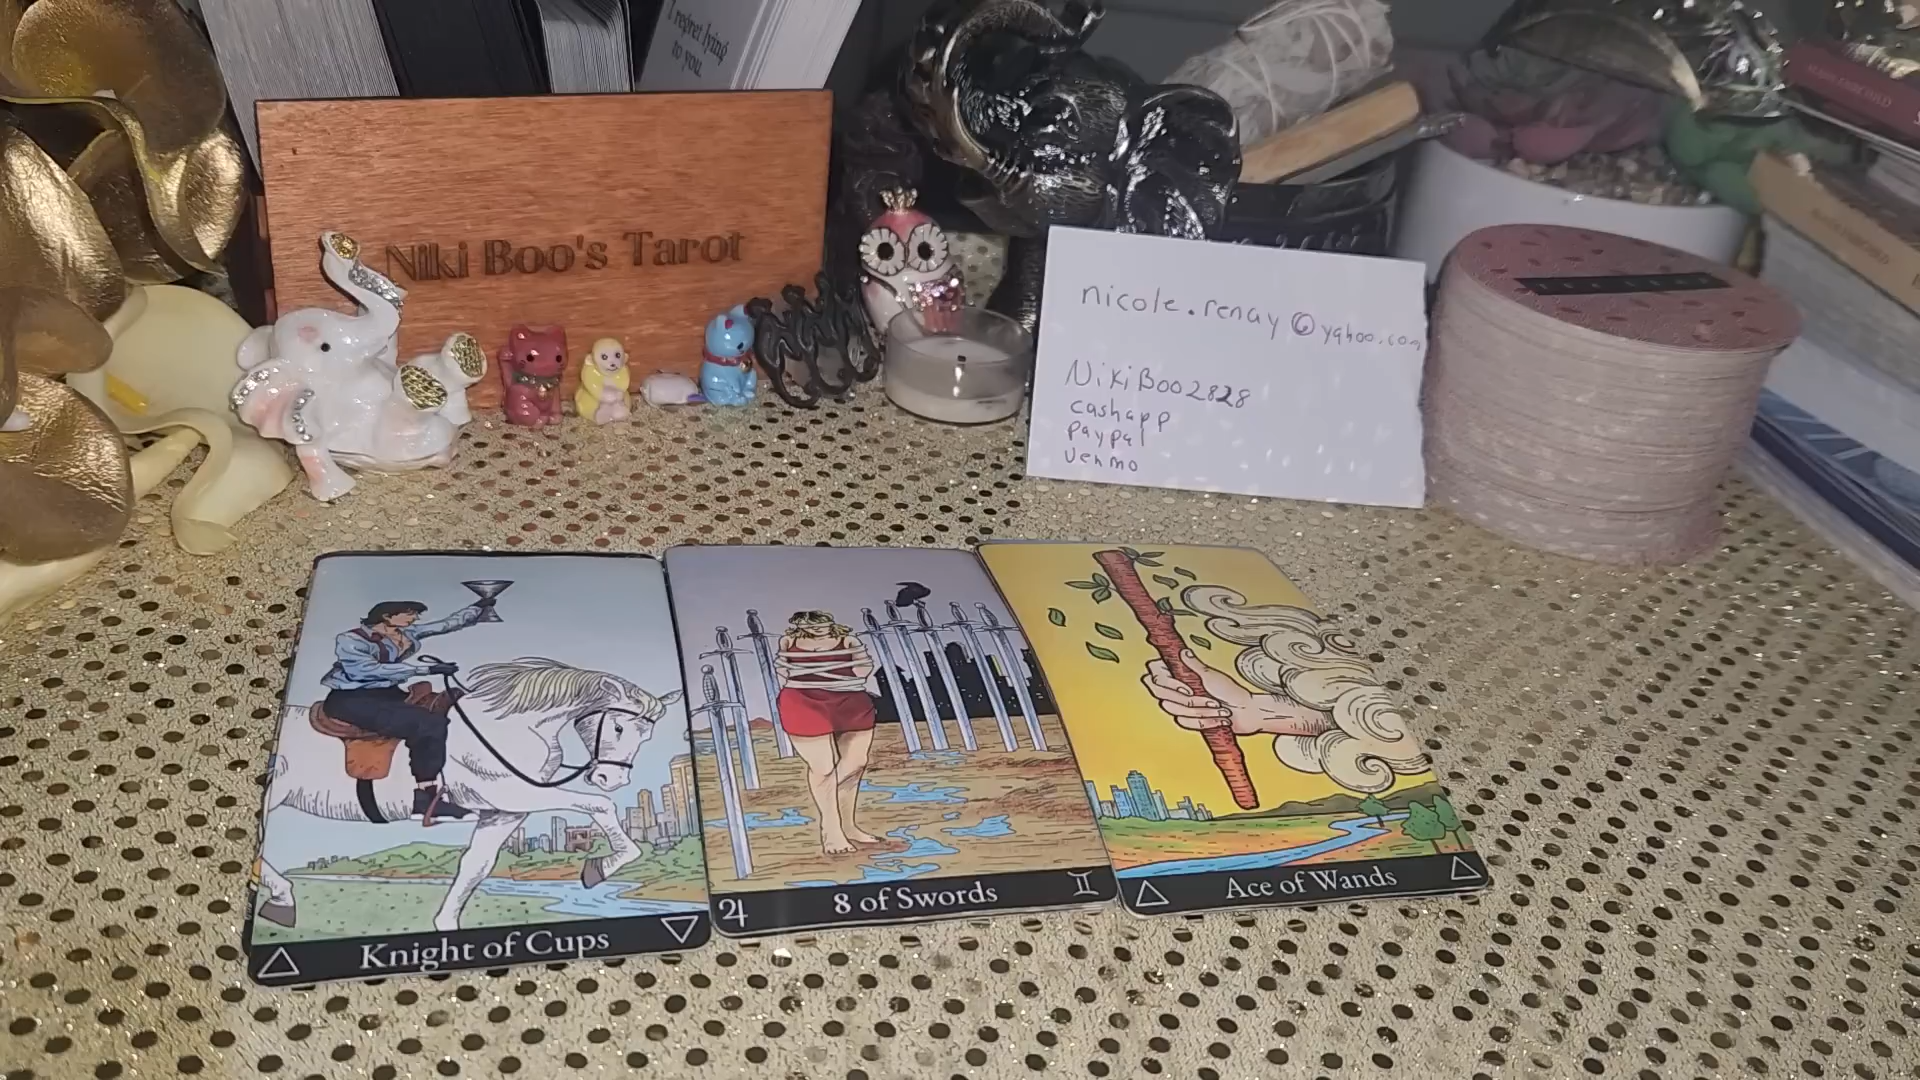 I regret lying
to you.
Niki Boo's Tarot
nicole.renay@yahoo.com
NikiBoo2828
cashapp
paypal
venmo
Knight of Cups
8 of Swords
Ace of Wands